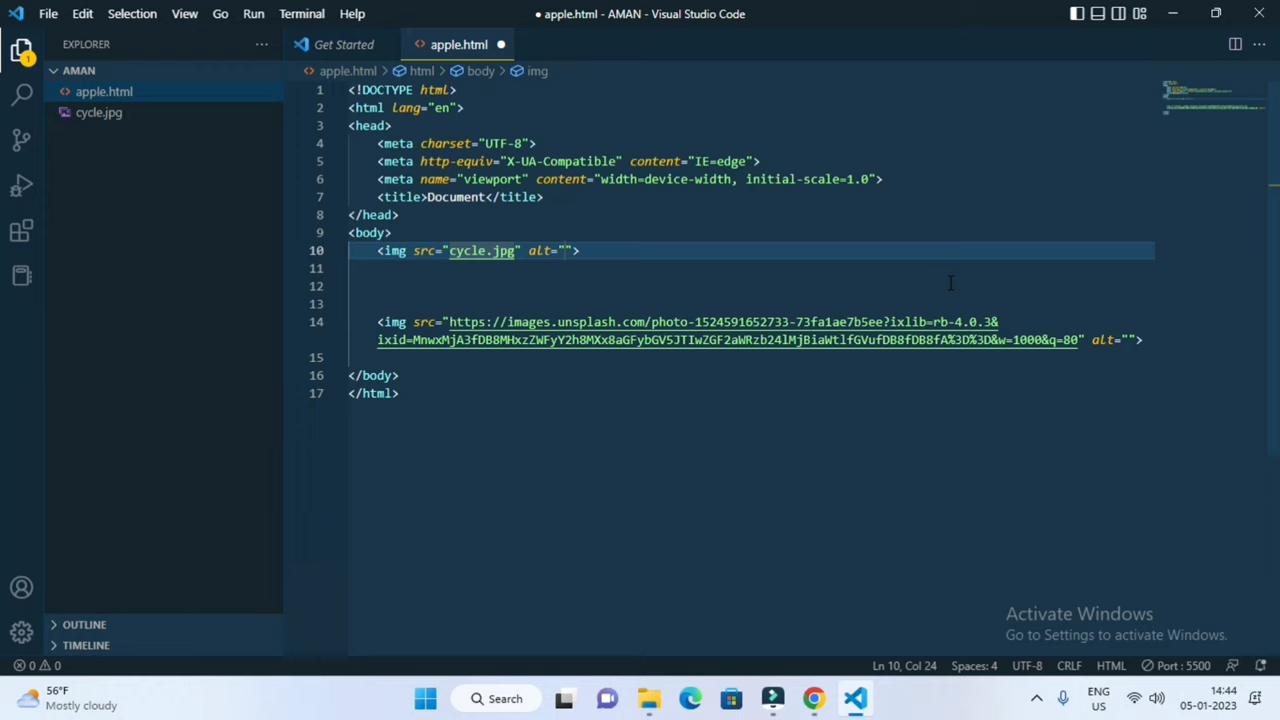 File Edit Selection View Go Run Terminal Help
● apple.html - AMAN - Visual Studio Code
EXPLORER
Get Started
apple.html
AMAN
apple.html
cycle.jpg
apple.html > html > body > img
1 <!DOCTYPE html>
2 <html lang="en">
3 <head>
4 <meta charset="UTF-8">
5 <meta http-equiv="X-UA-Compatible" content="IE=edge">
6 <meta name="viewport" content="width=device-width, initial-scale=1.0">
7 <title>Document</title>
8 </head>
9 <body>
10 <img src="cycle.jpg" alt="">
11
12
13
14 <img src="https://images.unsplash.com/photo-1524591652733-73fa1ae7b5ee?ixlib=rb-4.0.3&
ixid=MnwxMjA3fDB8MHxzZWFyY2h8MXx8aGFybGV5JTIwZGF2aWRzb24lMjBiaWtlfGVufDB8fDB8fA%3D%3D&w=1000&q=80" alt="">
15
16 </body>
17 </html>
OUTLINE
TIMELINE
Activate Windows
Go to Settings to activate Windows.
0 0
Ln 10, Col 24 Spaces: 4 UTF-8 CRLF HTML Port : 5500
1
56°F
Mostly cloudy
Search
ENG
US
14:44
05-01-2023